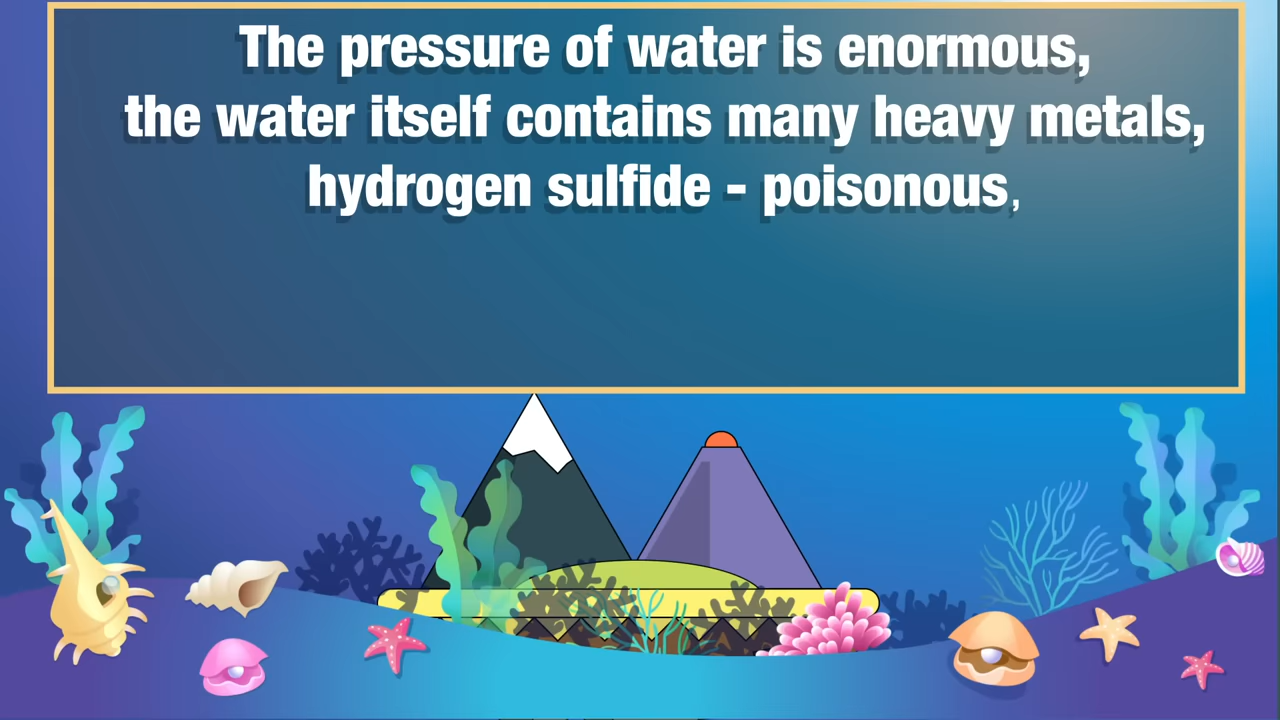 The pressure of water is enormous,
the water itself contains many heavy metals,
hydrogen sulfide - poisonous,